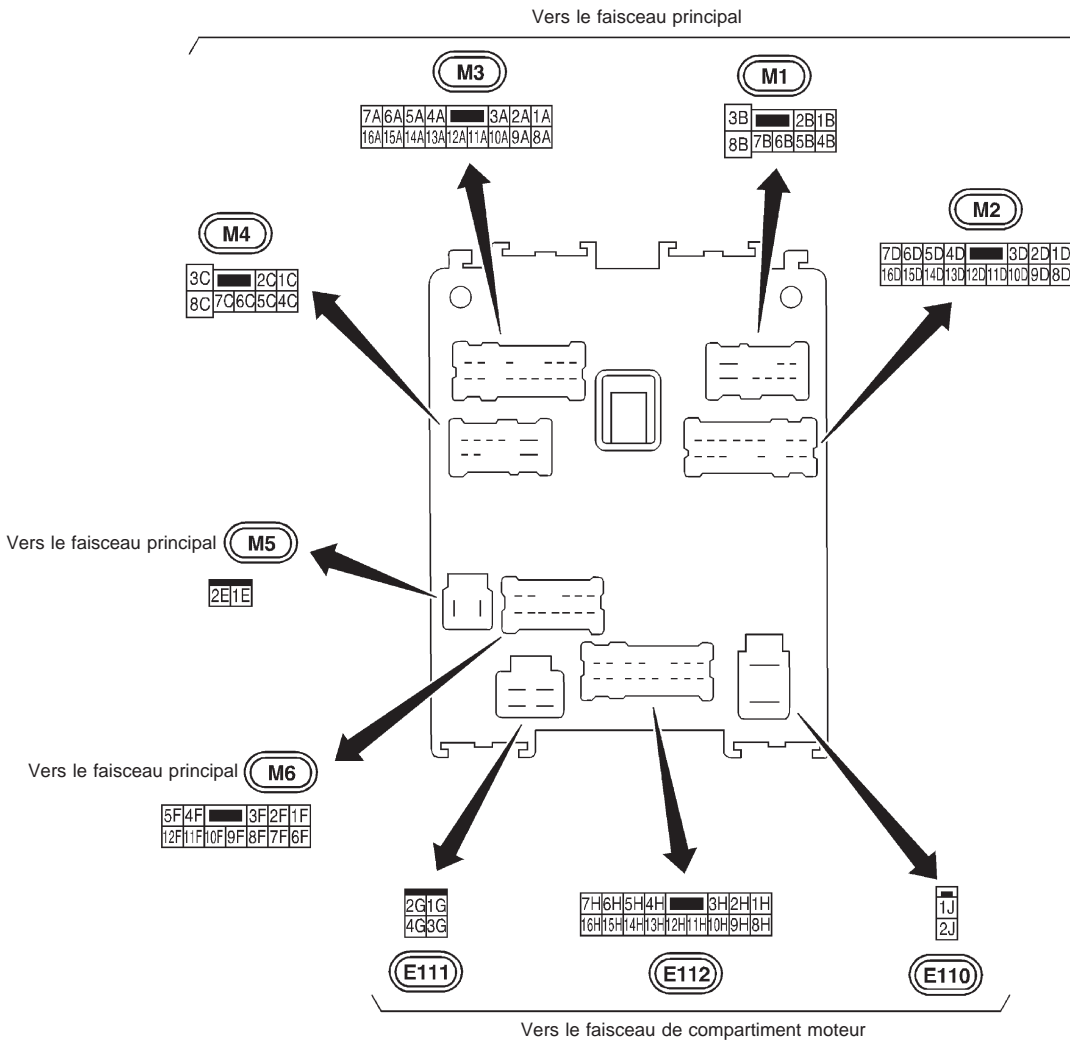 Vers le faisceau principal
M3
7A 6A 5A 4A 3A 2A 1A
16A 15A 14A 13A 12A 11A 10A 9A 8A
M1
3B 2B 1B
8B 7B 6B 5B 4B
M2
7D 6D 5D 4D 3D 2D 1D
16D 15D 14D 13D 12D 11D 10D 9D 8D
M4
3C 2C 1C
8C 7C 6C 5C 4C
Vers le faisceau principal M5
2E 1E
Vers le faisceau principal M6
5F 4F 3F 2F 1F
12F 11F 10F 9F 8F 7F 6F
2G 1G
4G 3G
E111
7H 6H 5H 4H 3H 2H 1H
16H 15H 14H 13H 12H 11H 10H 9H 8H
E112
1J
2J
E110
Vers le faisceau de compartiment moteur